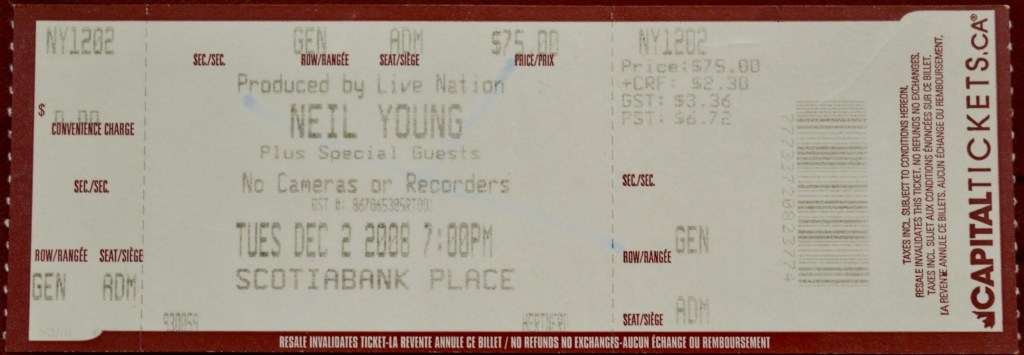 NY1202
$ 0.00
CONVENIENCE CHARGE
SEC./SEC.
ROW/RANGÉE SEAT/SIÈGE
GEN ADM
GEN ADM $75.00
SEC./SEC. ROW/RANGÉE SEAT/SIÈGE PRICE/PRIX
Produced by Live Nation
NEIL YOUNG
Plus Special Guests
No Cameras or Recorders
GST #:
TUES DEC 2 2008 7:00PM
SCOTIABANK PLACE
NY1202
Price: $75.00
+CRF: $2.30
GST: $3.36
PST: $6.72
SEC./SEC.
GEN
ROW/RANGÉE
ADM
SEAT/SIÈGE
TAXES INCL. SUBJECT TO CONDITIONS HEREON.
RESALE INVALIDATES THIS TICKET. NO REFUNDS NO EXCHANGES.
TAXES INCL. SUJET AUX CONDITIONS ÉNONCÉES SUR CE BILLET.
LA REVENTE ANNULE CE BILLETS. AUCUN ÉCHANGE OU REMBOURSEMENT.
CAPITALTICKETS.CA®
RESALE INVALIDATES TICKET-LA REVENTE ANNULE CE BILLET / NO REFUNDS NO EXCHANGES-AUCUN ÉCHANGE OU REMBOURSEMENT